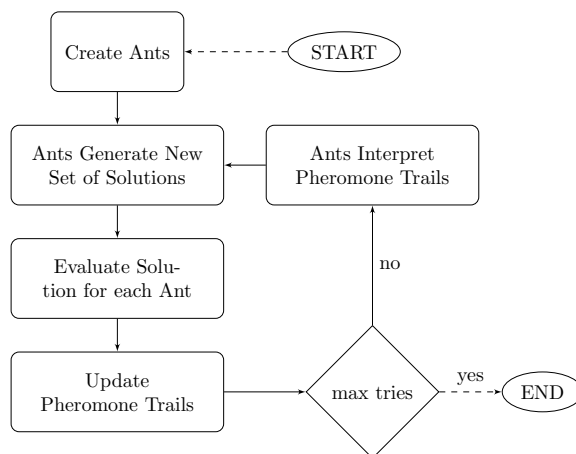 Create Ants
START
Ants Generate New
Set of Solutions
Ants Interpret
Pheromone Trails
Evaluate Solu-
tion for each Ant
no
Update
Pheromone Trails
max tries
yes
END